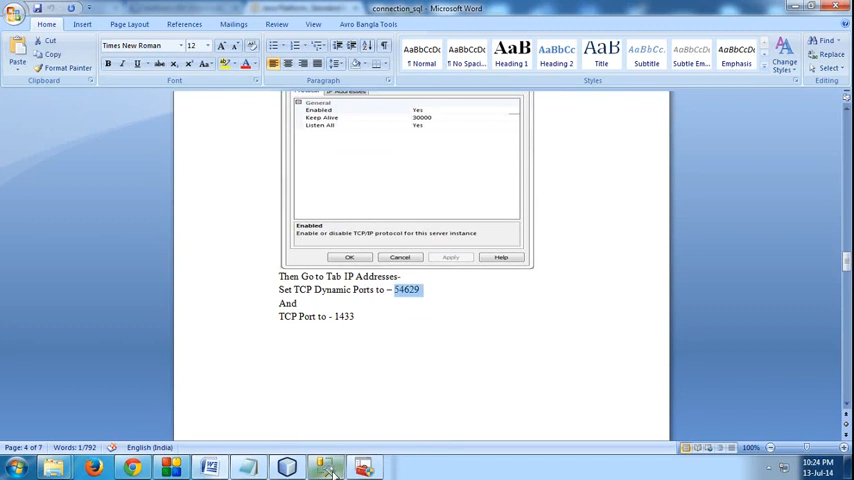 connection_sql - Microsoft Word
Home Insert Page Layout References Mailings Review View Avro Bangla Tools
Paste
Cut
Copy
Format Painter
Clipboard
Times New Roman 12
Font
Paragraph
AaBbCcDc AaBbCcDc AaBbC AaBbCc AaB AaBbCcL AaBbCcDc AaBbCcDc
¶ Normal ¶ No Spaci... Heading 1 Heading 2 Title Subtitle Subtle Em... Emphasis
Change Styles
Styles
Find
Replace
Select
Editing
IP Addresses
General
Enabled Yes
Keep Alive 30000
Listen All Yes
Enabled
Enable or disable TCP/IP protocol for this server instance
OK Cancel Apply Help
Then Go to Tab IP Addresses-
Set TCP Dynamic Ports to – 54629
And
TCP Port to - 1433
Page: 4 of 7 Words: 1/792 English (India) 100%
10:24 PM
13-Jul-14